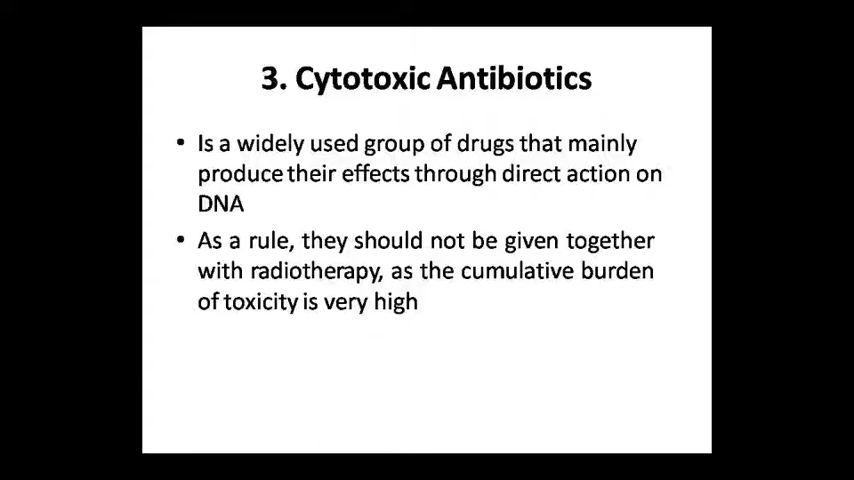 3. Cytotoxic Antibiotics
• Is a widely used group of drugs that mainly
produce their effects through direct action on
DNA
• As a rule, they should not be given together
with radiotherapy, as the cumulative burden
of toxicity is very high